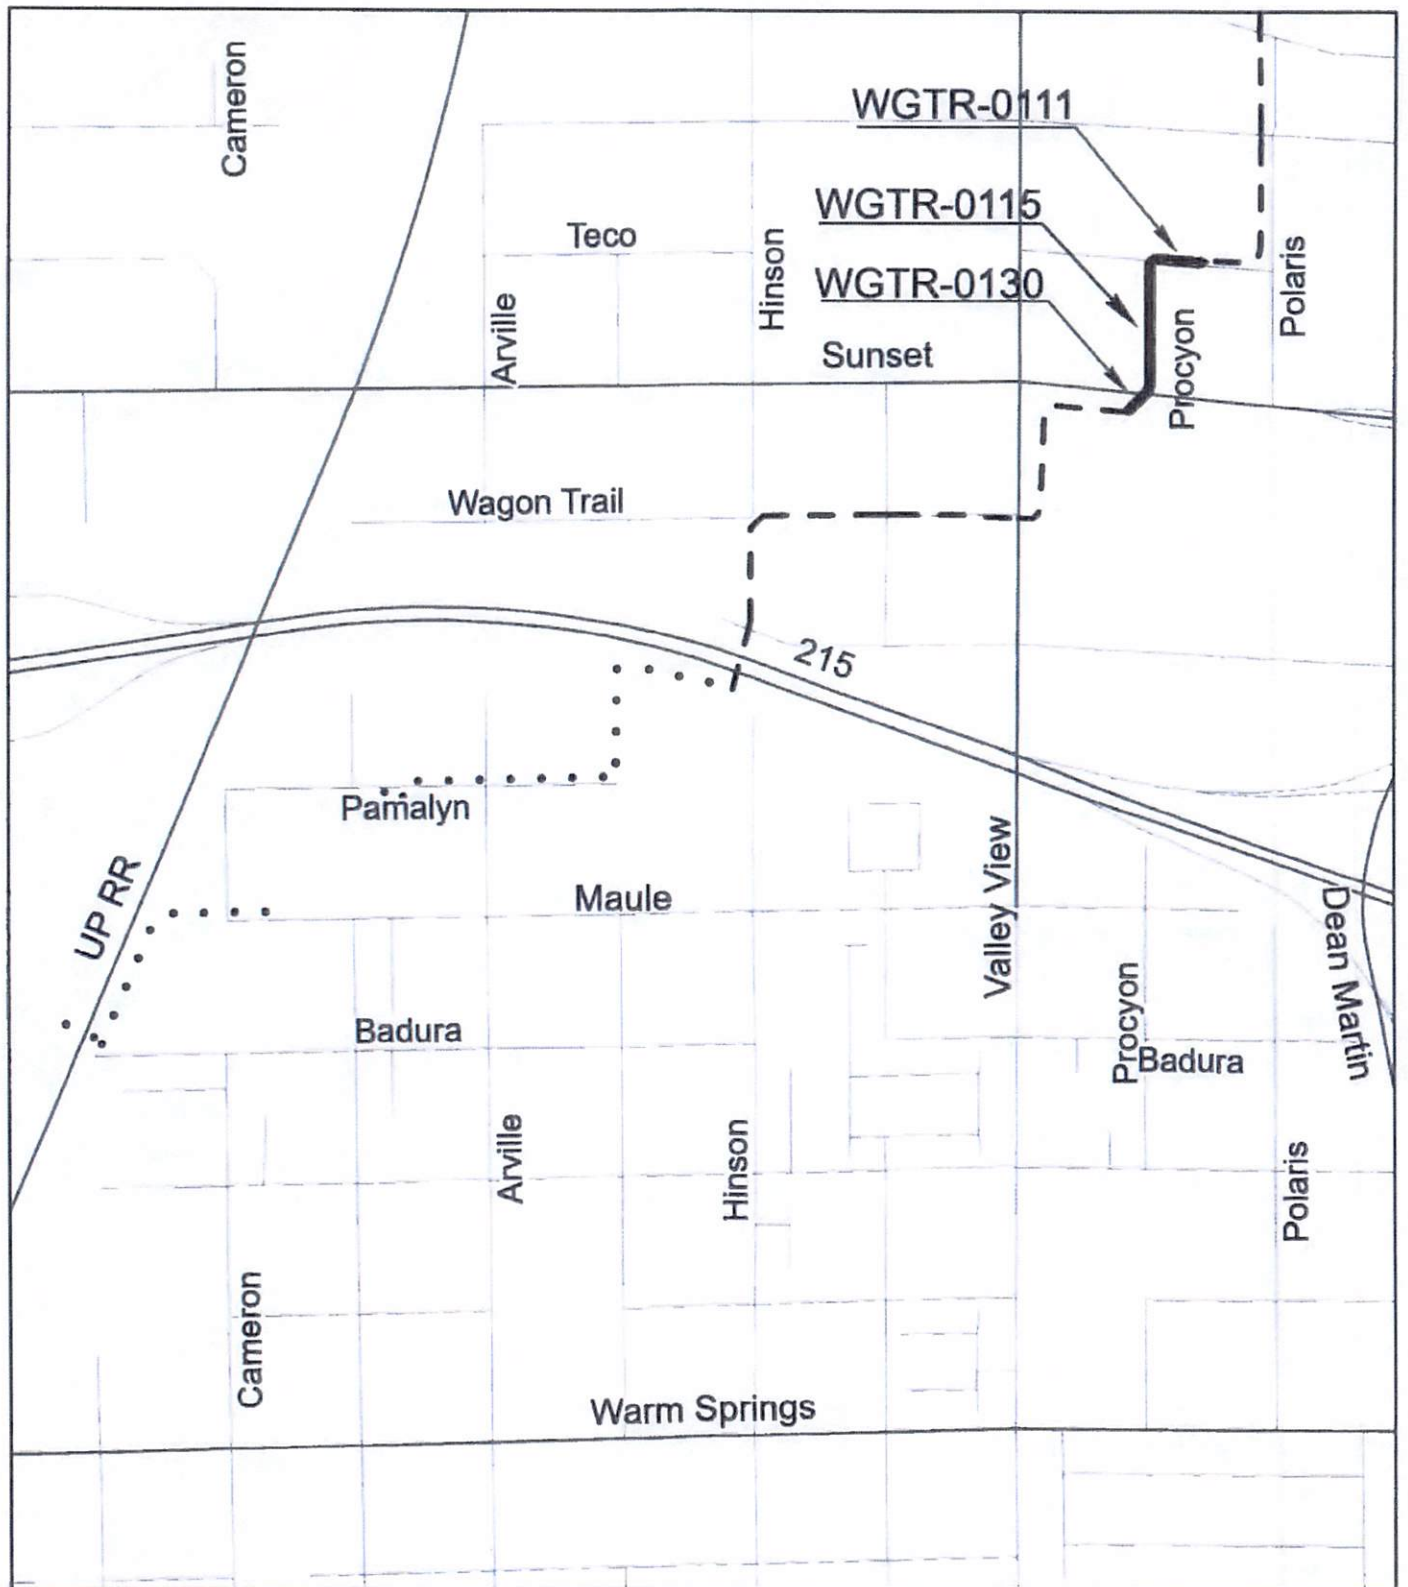 Cameron
WGTR-0111
WGTR-0115
Teco
Hinson
WGTR-0130
Polaris
Arville
Sunset
Procyon
Wagon Trail
215
Pamalyn
Maule
Valley View
UP RR
Dean Martin
Procyon
Badura
Badura
Arville
Hinson
Polaris
Cameron
Warm Springs